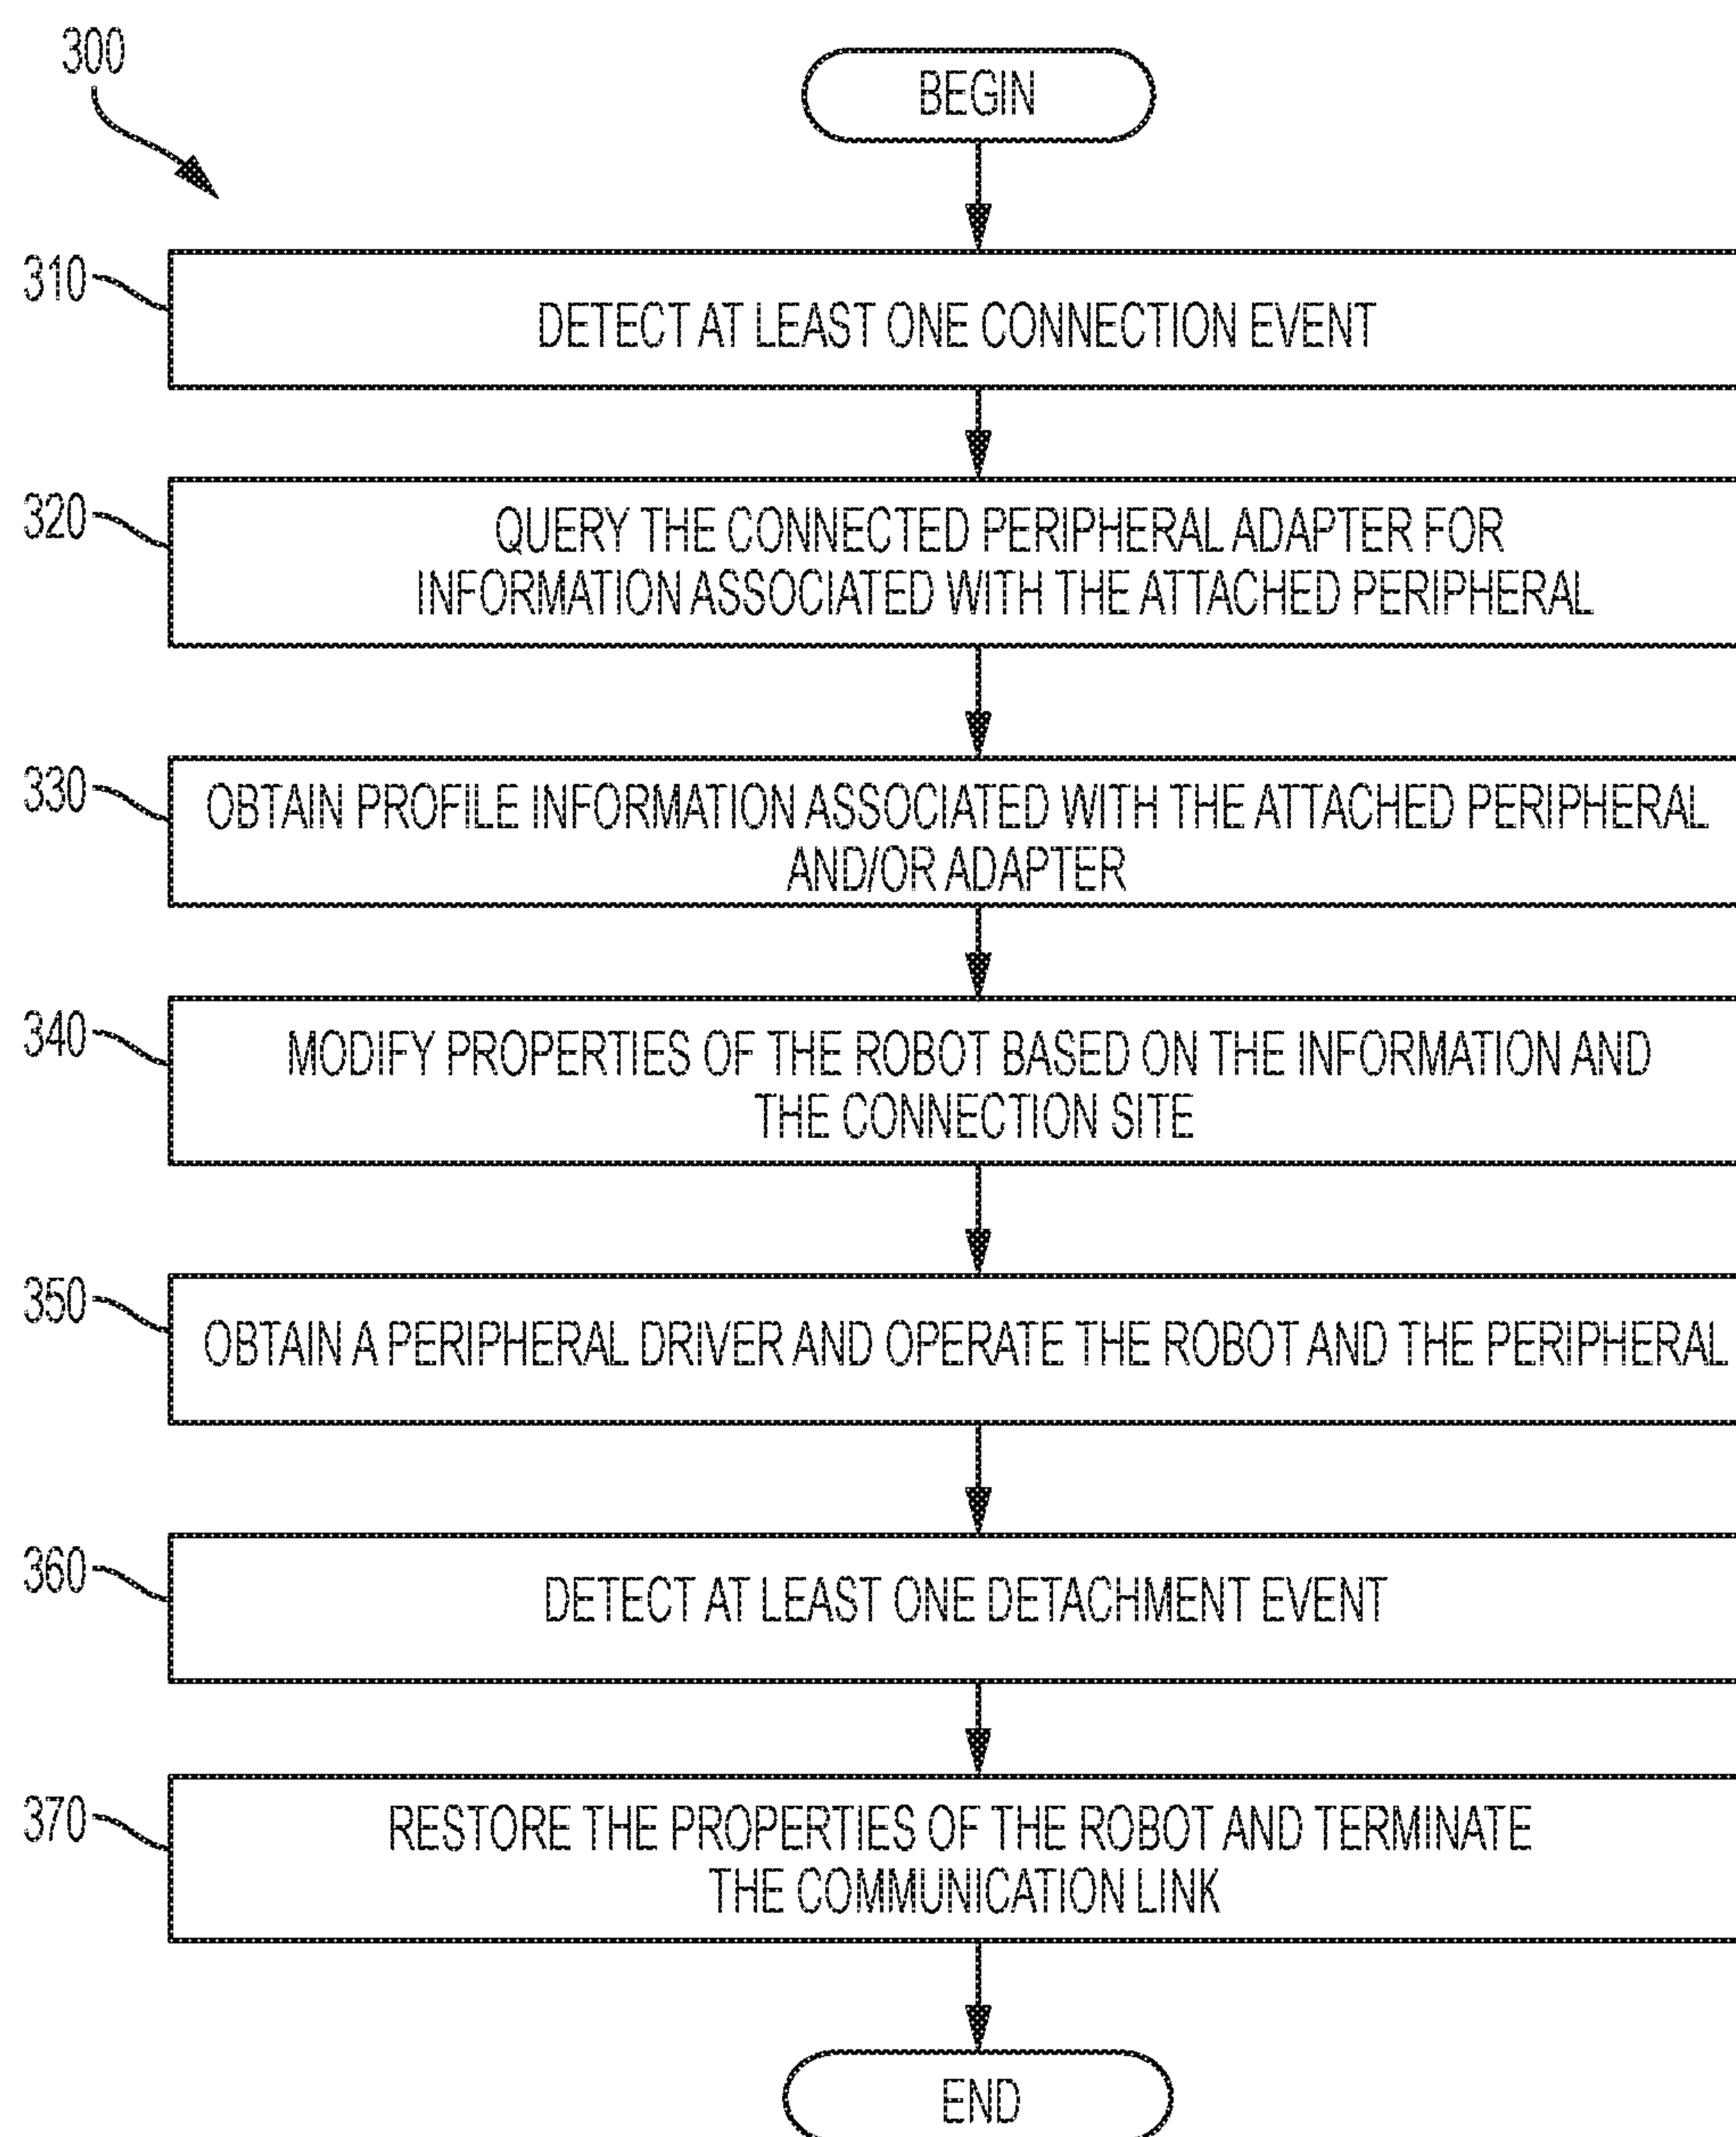 300
BEGIN
310
DETECT AT LEAST ONE CONNECTION EVENT
320
QUERY THE CONNECTED PERIPHERAL ADAPTER FOR
INFORMATION ASSOCIATED WITH THE ATTACHED PERIPHERAL
330
OBTAIN PROFILE INFORMATION ASSOCIATED WITH THE ATTACHED PERIPHERAL
AND/OR ADAPTER
340
MODIFY PROPERTIES OF THE ROBOT BASED ON THE INFORMATION AND
THE CONNECTION SITE
350
OBTAIN A PERIPHERAL DRIVER AND OPERATE THE ROBOT AND THE PERIPHERAL
360
DETECT AT LEAST ONE DETACHMENT EVENT
370
RESTORE THE PROPERTIES OF THE ROBOT AND TERMINATE
THE COMMUNICATION LINK
END